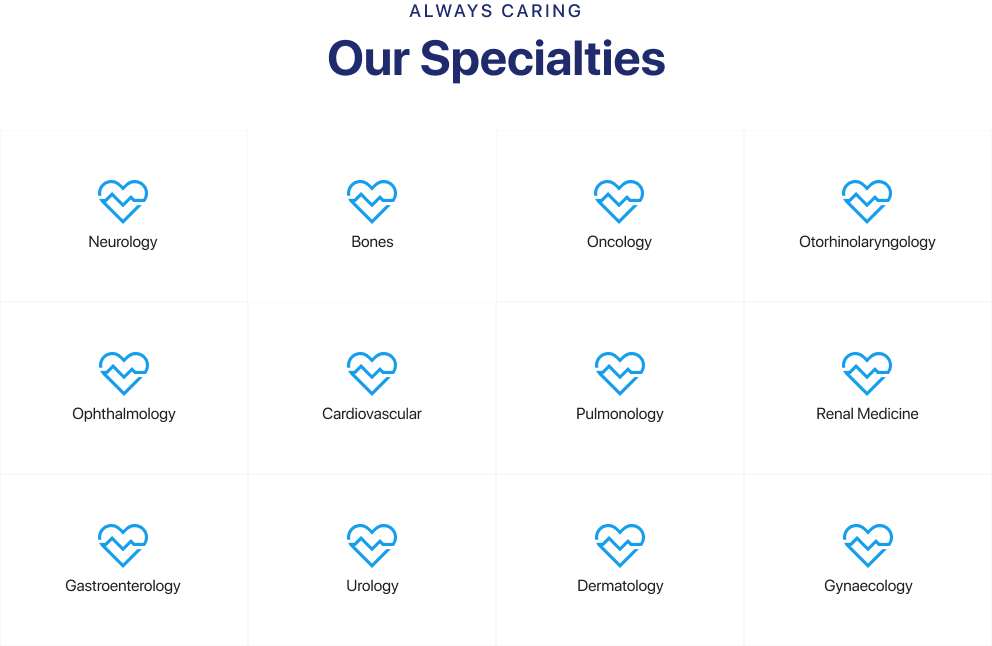 ALWAYS CARING
Our Specialties
Neurology
Bones
Oncology
Otorhinolaryngology
Ophthalmology
Cardiovascular
Pulmonology
Renal Medicine
Gastroenterology
Urology
Dermatology
Gynaecology